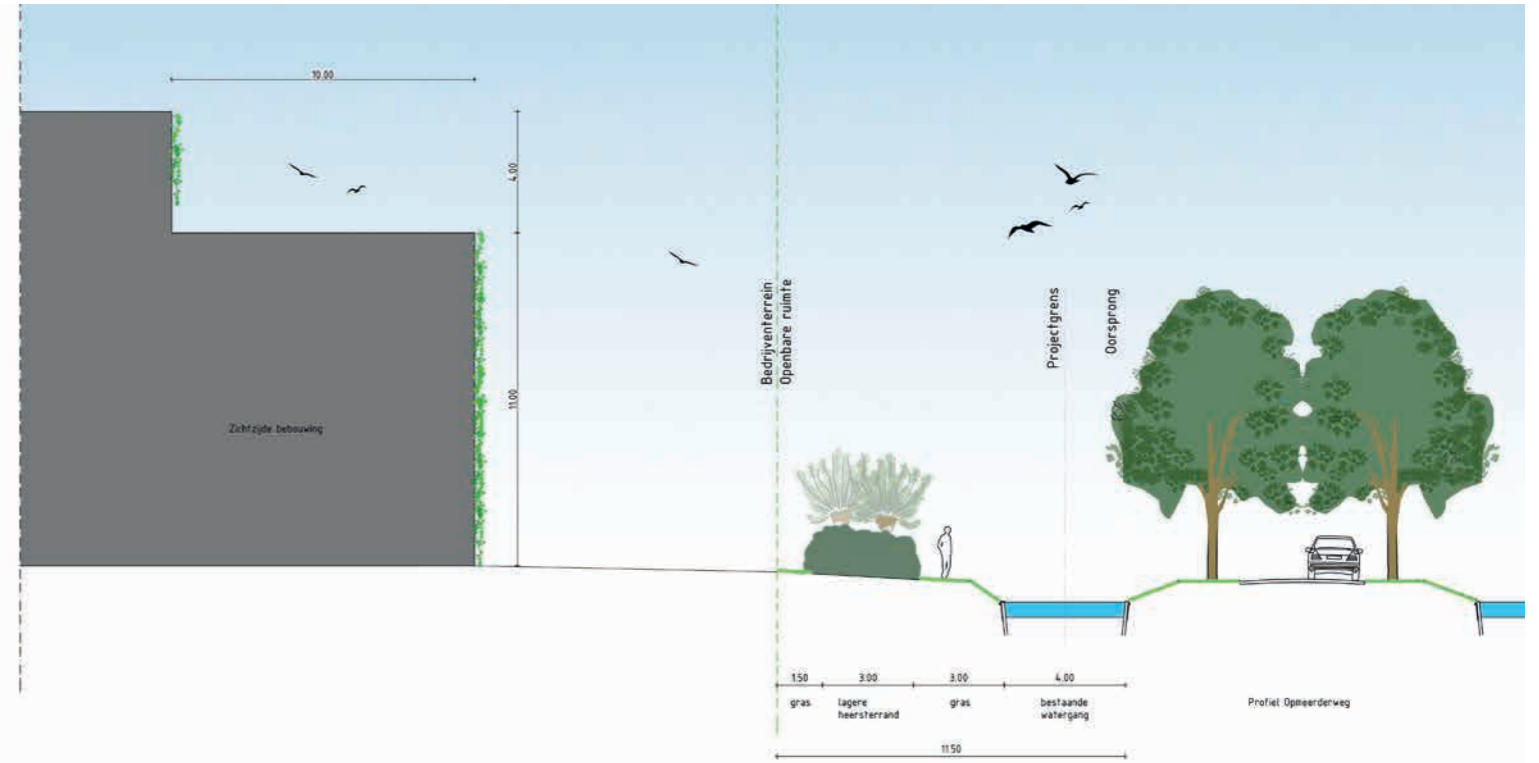 10.00
4.00
11.00
Zichtzijde bebouwing
Bedrijventerrein
Openbare ruimte
Projectgrens
Oorsprong
1.50
3.00
3.00
4.00
gras
lagere
heersterrand
gras
bestaande
watergang
Profiel Opmeerderweg
11.50